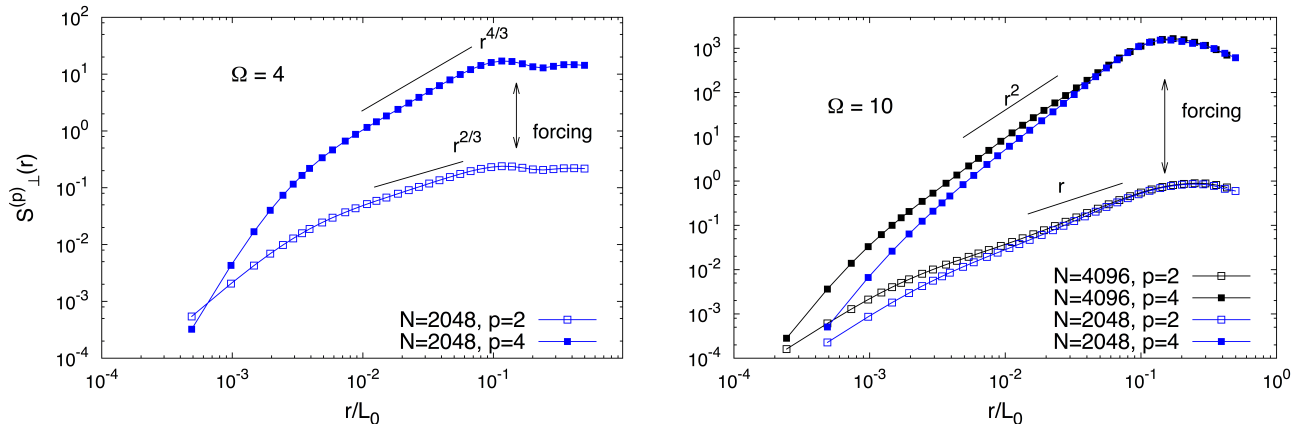 10^2
10^1
10^0
10^-1
10^-2
10^-3
10^-4
S^(p)_⊥(r)
Ω = 4
r^4/3
r^2/3
forcing
N=2048, p=2
N=2048, p=4
10^-4 10^-3 10^-2 10^-1
r/L_0
10^3
10^2
10^1
10^0
10^-1
10^-2
10^-3
10^-4
Ω = 10
r^2
r
forcing
N=4096, p=2
N=4096, p=4
N=2048, p=2
N=2048, p=4
10^-4 10^-3 10^-2 10^-1 10^0
r/L_0